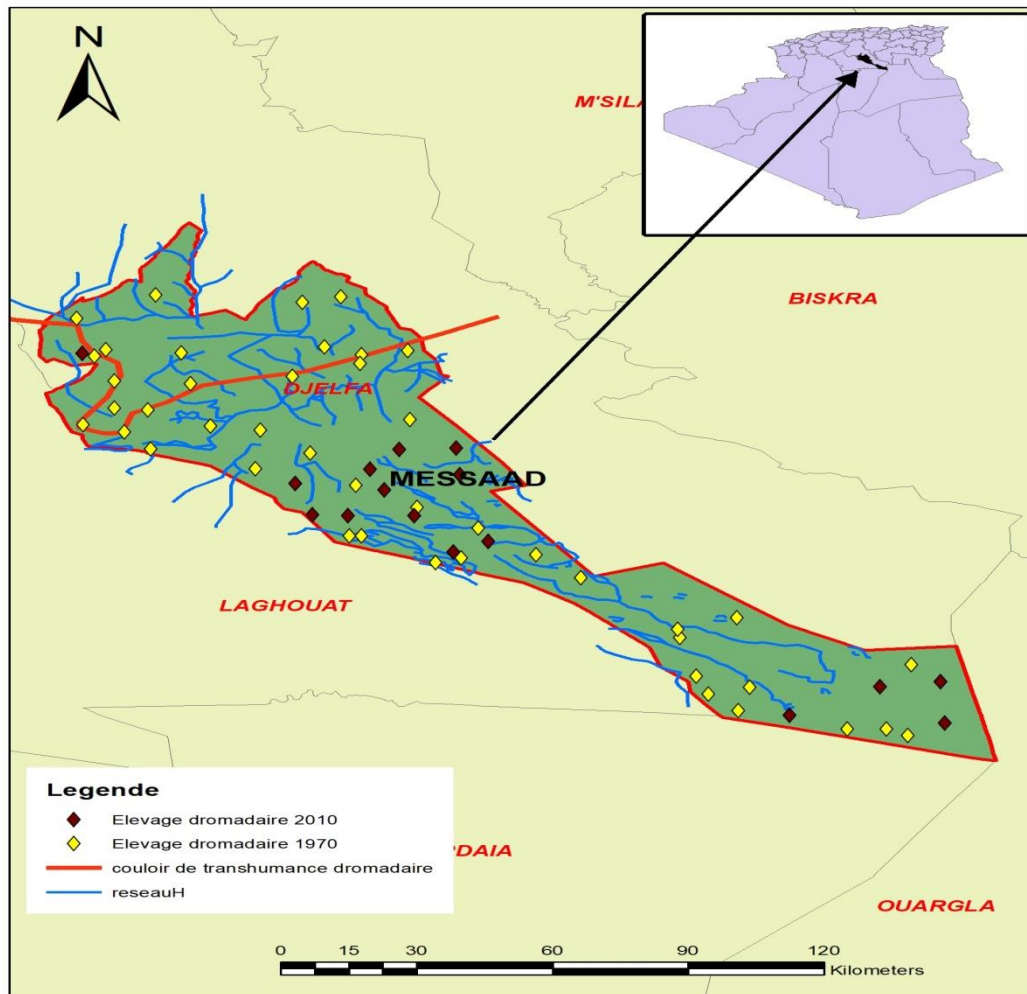 N
M'SILA
BISKRA
DJELFA
MESSAAD
LAGHOUAT
Legende
Elevage dromadaire 2010
Elevage dromadaire 1970
couloir de transhumance dromadaire
reseauH
DAIA
OUARGLA
0 15 30 60 90 120
Kilometers